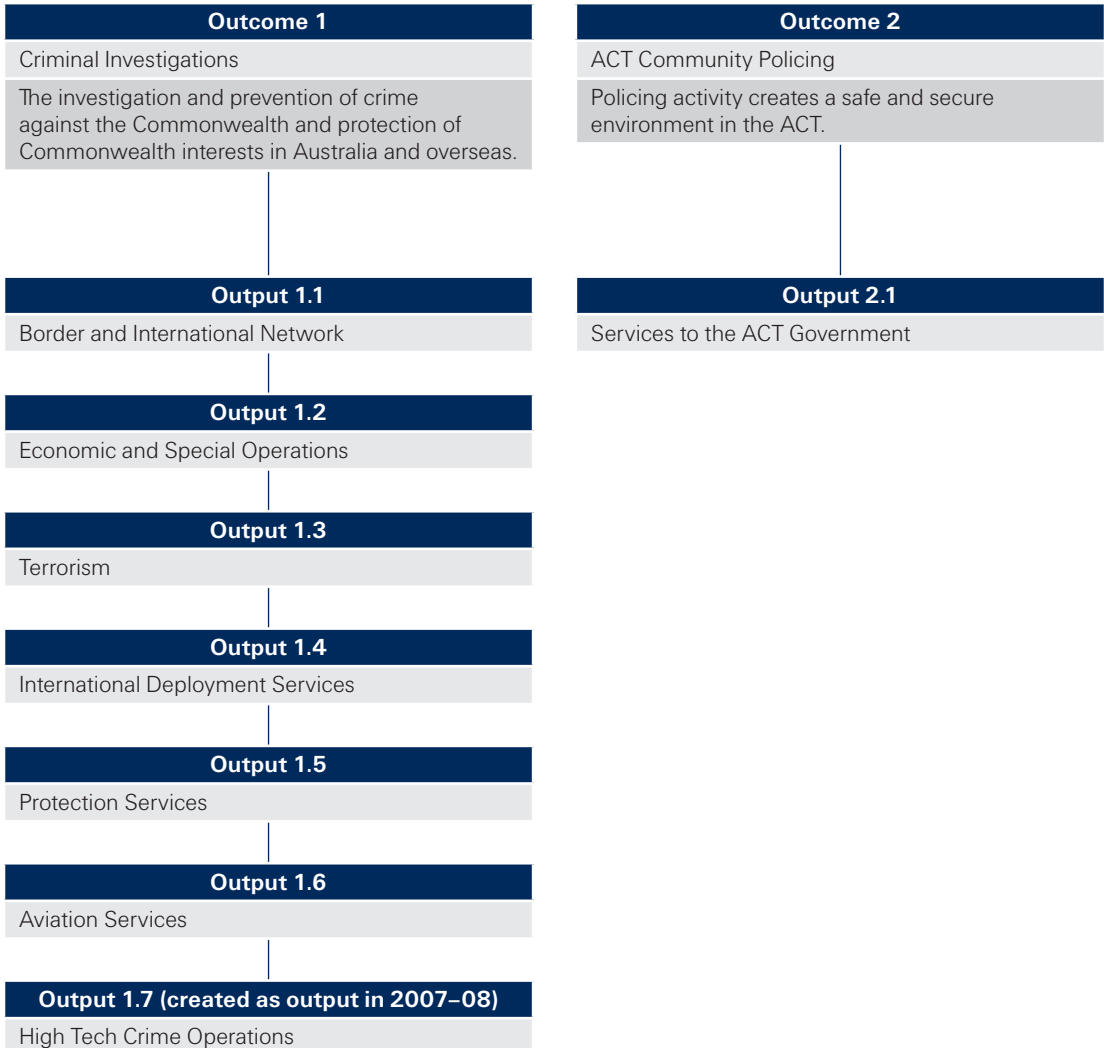 Outcome 1
Criminal Investigations
The investigation and prevention of crime
against the Commonwealth and protection of
Commonwealth interests in Australia and overseas.
Output 1.1
Border and International Network
Output 1.2
Economic and Special Operations
Output 1.3
Terrorism
Output 1.4
International Deployment Services
Output 1.5
Protection Services
Output 1.6
Aviation Services
Output 1.7 (created as output in 2007–08)
High Tech Crime Operations
Outcome 2
ACT Community Policing
Policing activity creates a safe and secure
environment in the ACT.
Output 2.1
Services to the ACT Government